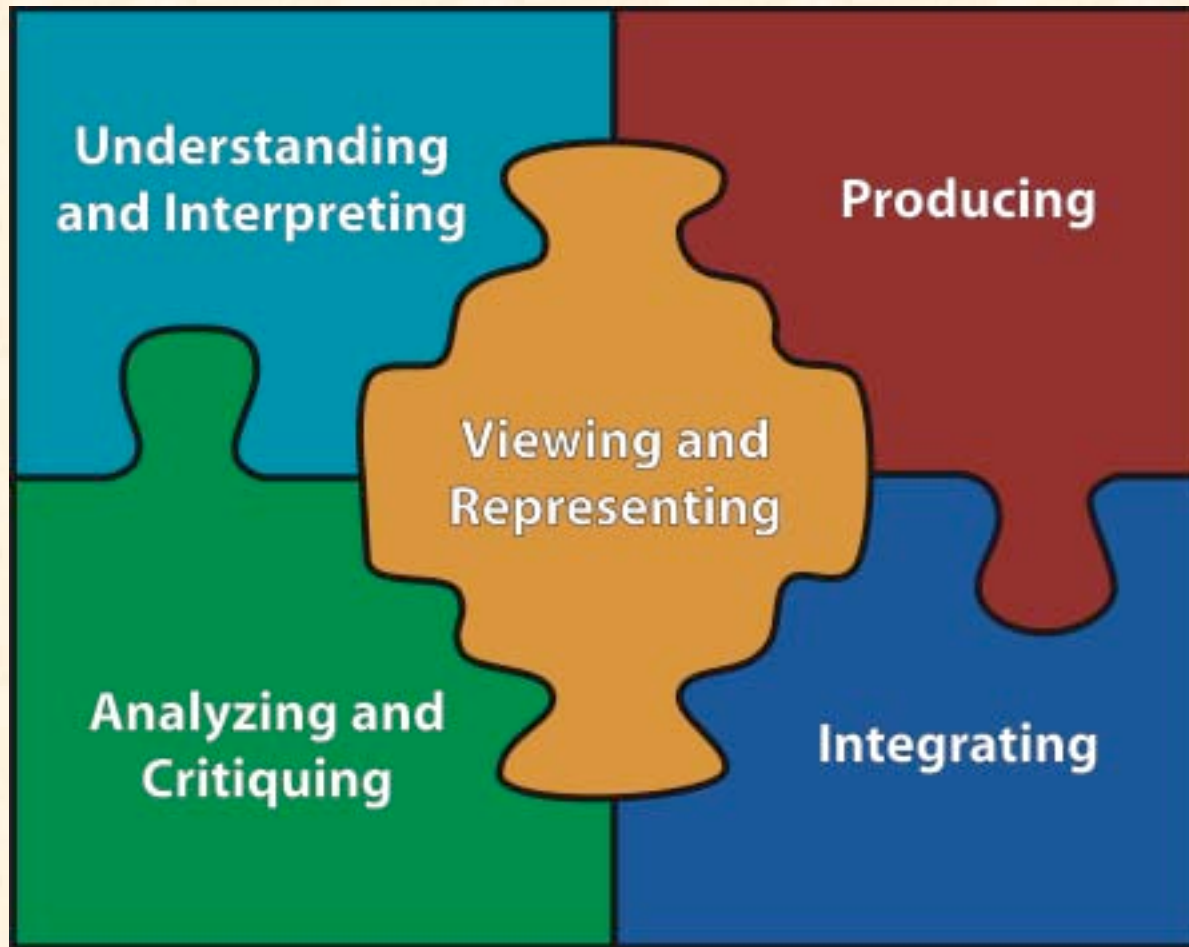 Understanding
and Interpreting
Producing
Viewing and
Representing
Analyzing and
Critiquing
Integrating